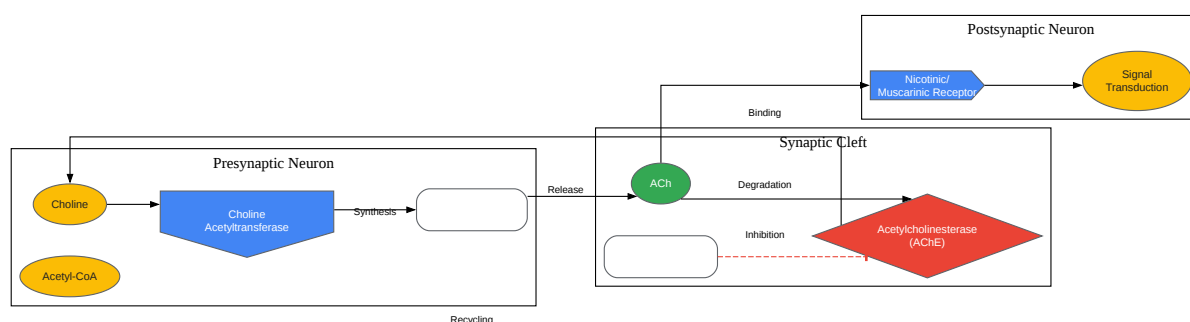 Postsynaptic Neuron
Nicotinic/
Muscarinic Receptor
Signal
Transduction
Binding
Synaptic Cleft
Presynaptic Neuron
Choline
Choline
Acetyltransferase
Synthesis
Release
ACh
Degradation
Inhibition
Acetylcholinesterase
(AChE)
Acetyl-CoA
Recycling